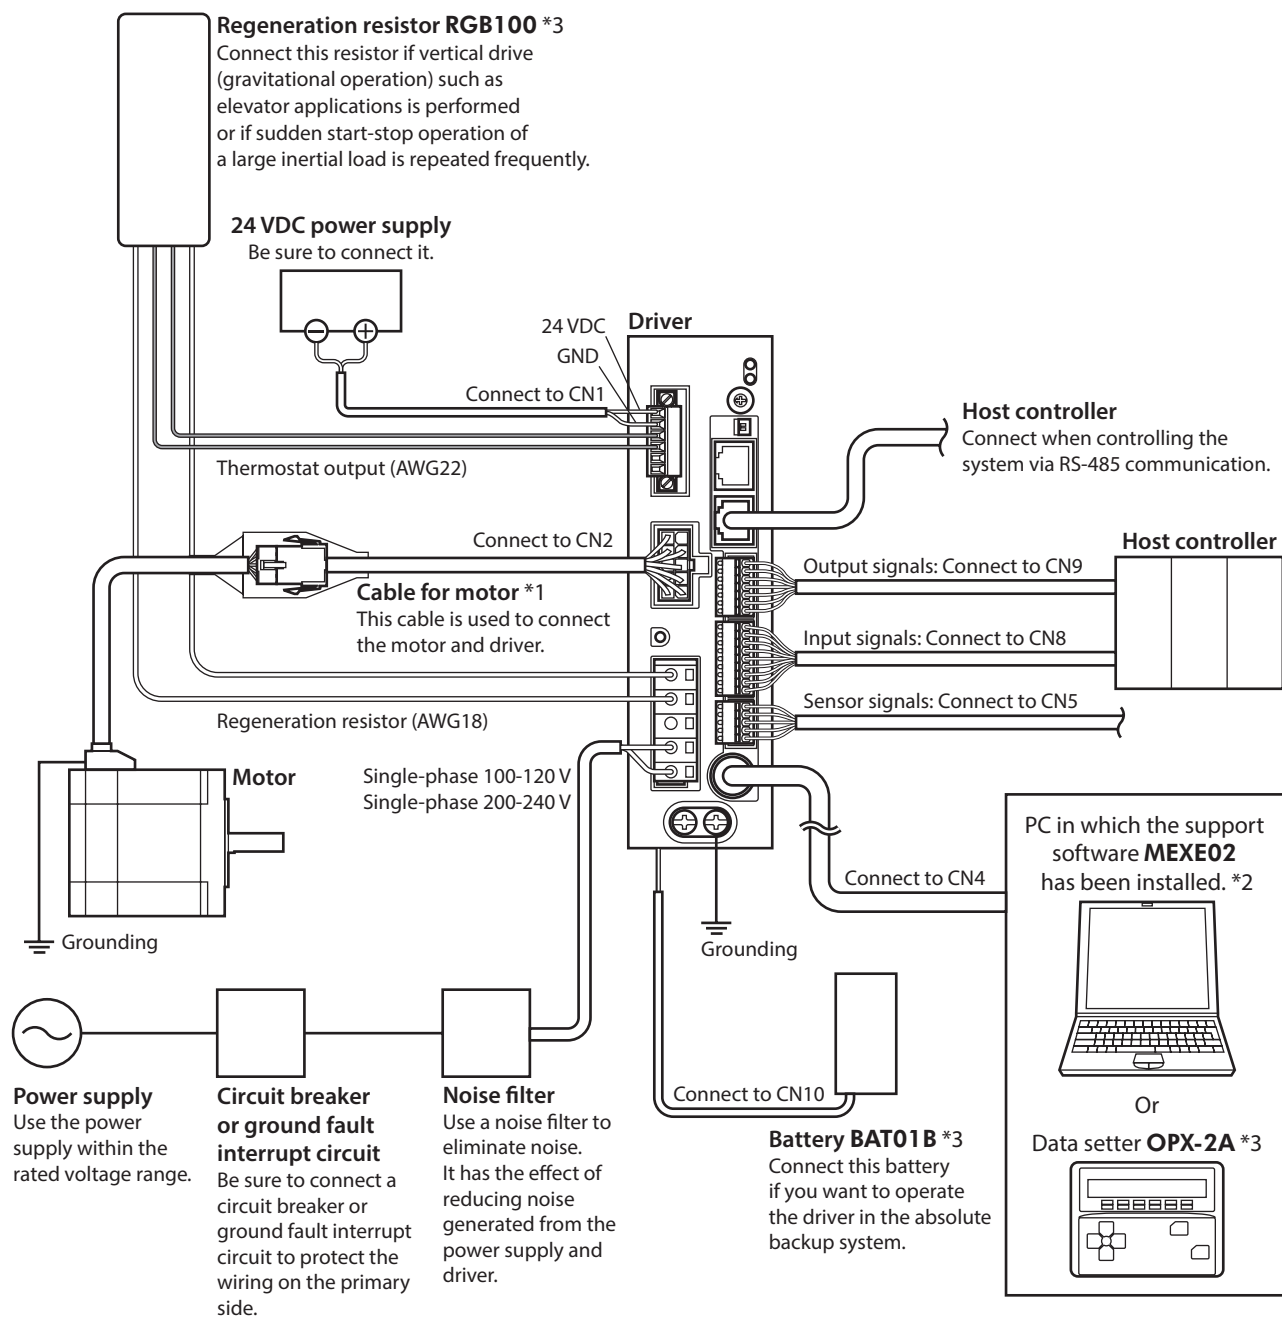 Regeneration resistor RGB100 *3
Connect this resistor if vertical drive
(gravitational operation) such as
elevator applications is performed
or if sudden start-stop operation of
a large inertial load is repeated frequently.
24 VDC power supply
Be sure to connect it.
24 VDC
GND
Driver
Connect to CN1
Thermostat output (AWG22)
Host controller
Connect when controlling the
system via RS-485 communication.
Connect to CN2
Cable for motor *1
This cable is used to connect
the motor and driver.
Host controller
Output signals: Connect to CN9
Input signals: Connect to CN8
Sensor signals: Connect to CN5
Regeneration resistor (AWG18)
Motor
Single-phase 100-120 V
Single-phase 200-240 V
Grounding
Grounding
Connect to CN4
PC in which the support
software MEXE02
has been installed. *2
Or
Data setter OPX-2A *3
Power supply
Use the power
supply within the
rated voltage range.
Circuit breaker
or ground fault
interrupt circuit
Be sure to connect a
circuit breaker or
ground fault interrupt
circuit to protect the
wiring on the primary
side.
Noise filter
Use a noise filter to
eliminate noise.
It has the effect of
reducing noise
generated from the
power supply and
driver.
Connect to CN10
Battery BAT01B *3
Connect this battery
if you want to operate
the driver in the absolute
backup system.